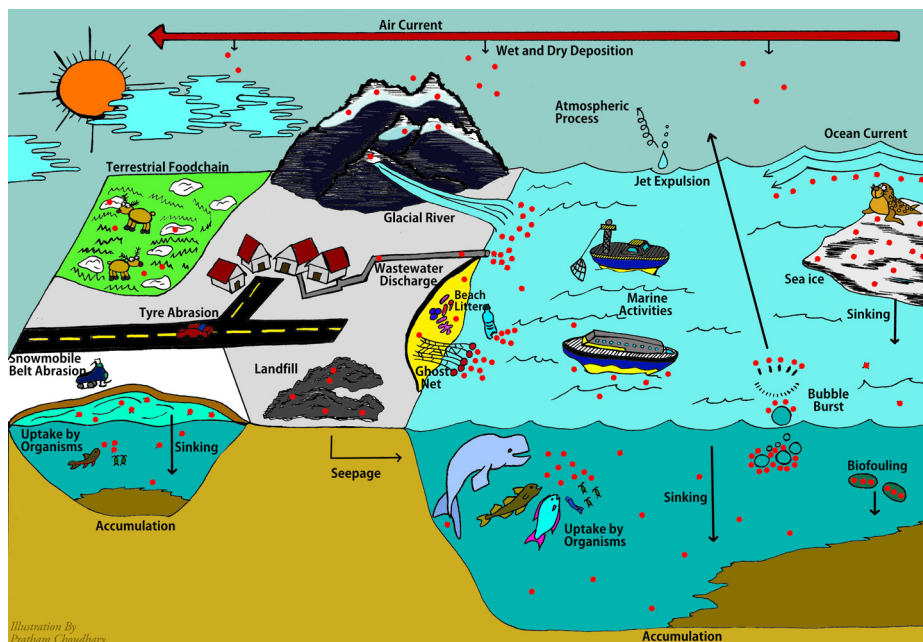 Air Current
Wet and Dry Deposition
Atmospheric
Process
Ocean Current
Terrestrial Foodchain
Jet Expulsion
Glacial River
Wastewater
Discharge
Sea ice
Beach
Litter
Marine
Activities
Tyre Abrasion
Sinking
Snowmobile
Belt Abrasion
Landfill
Ghost
Net
Bubble
Burst
Uptake by
Organisms
Sinking
Seepage
Biofouling
Sinking
Uptake by
Organisms
Accumulation
Illustration By
Pratham Choudhary
Accumulation